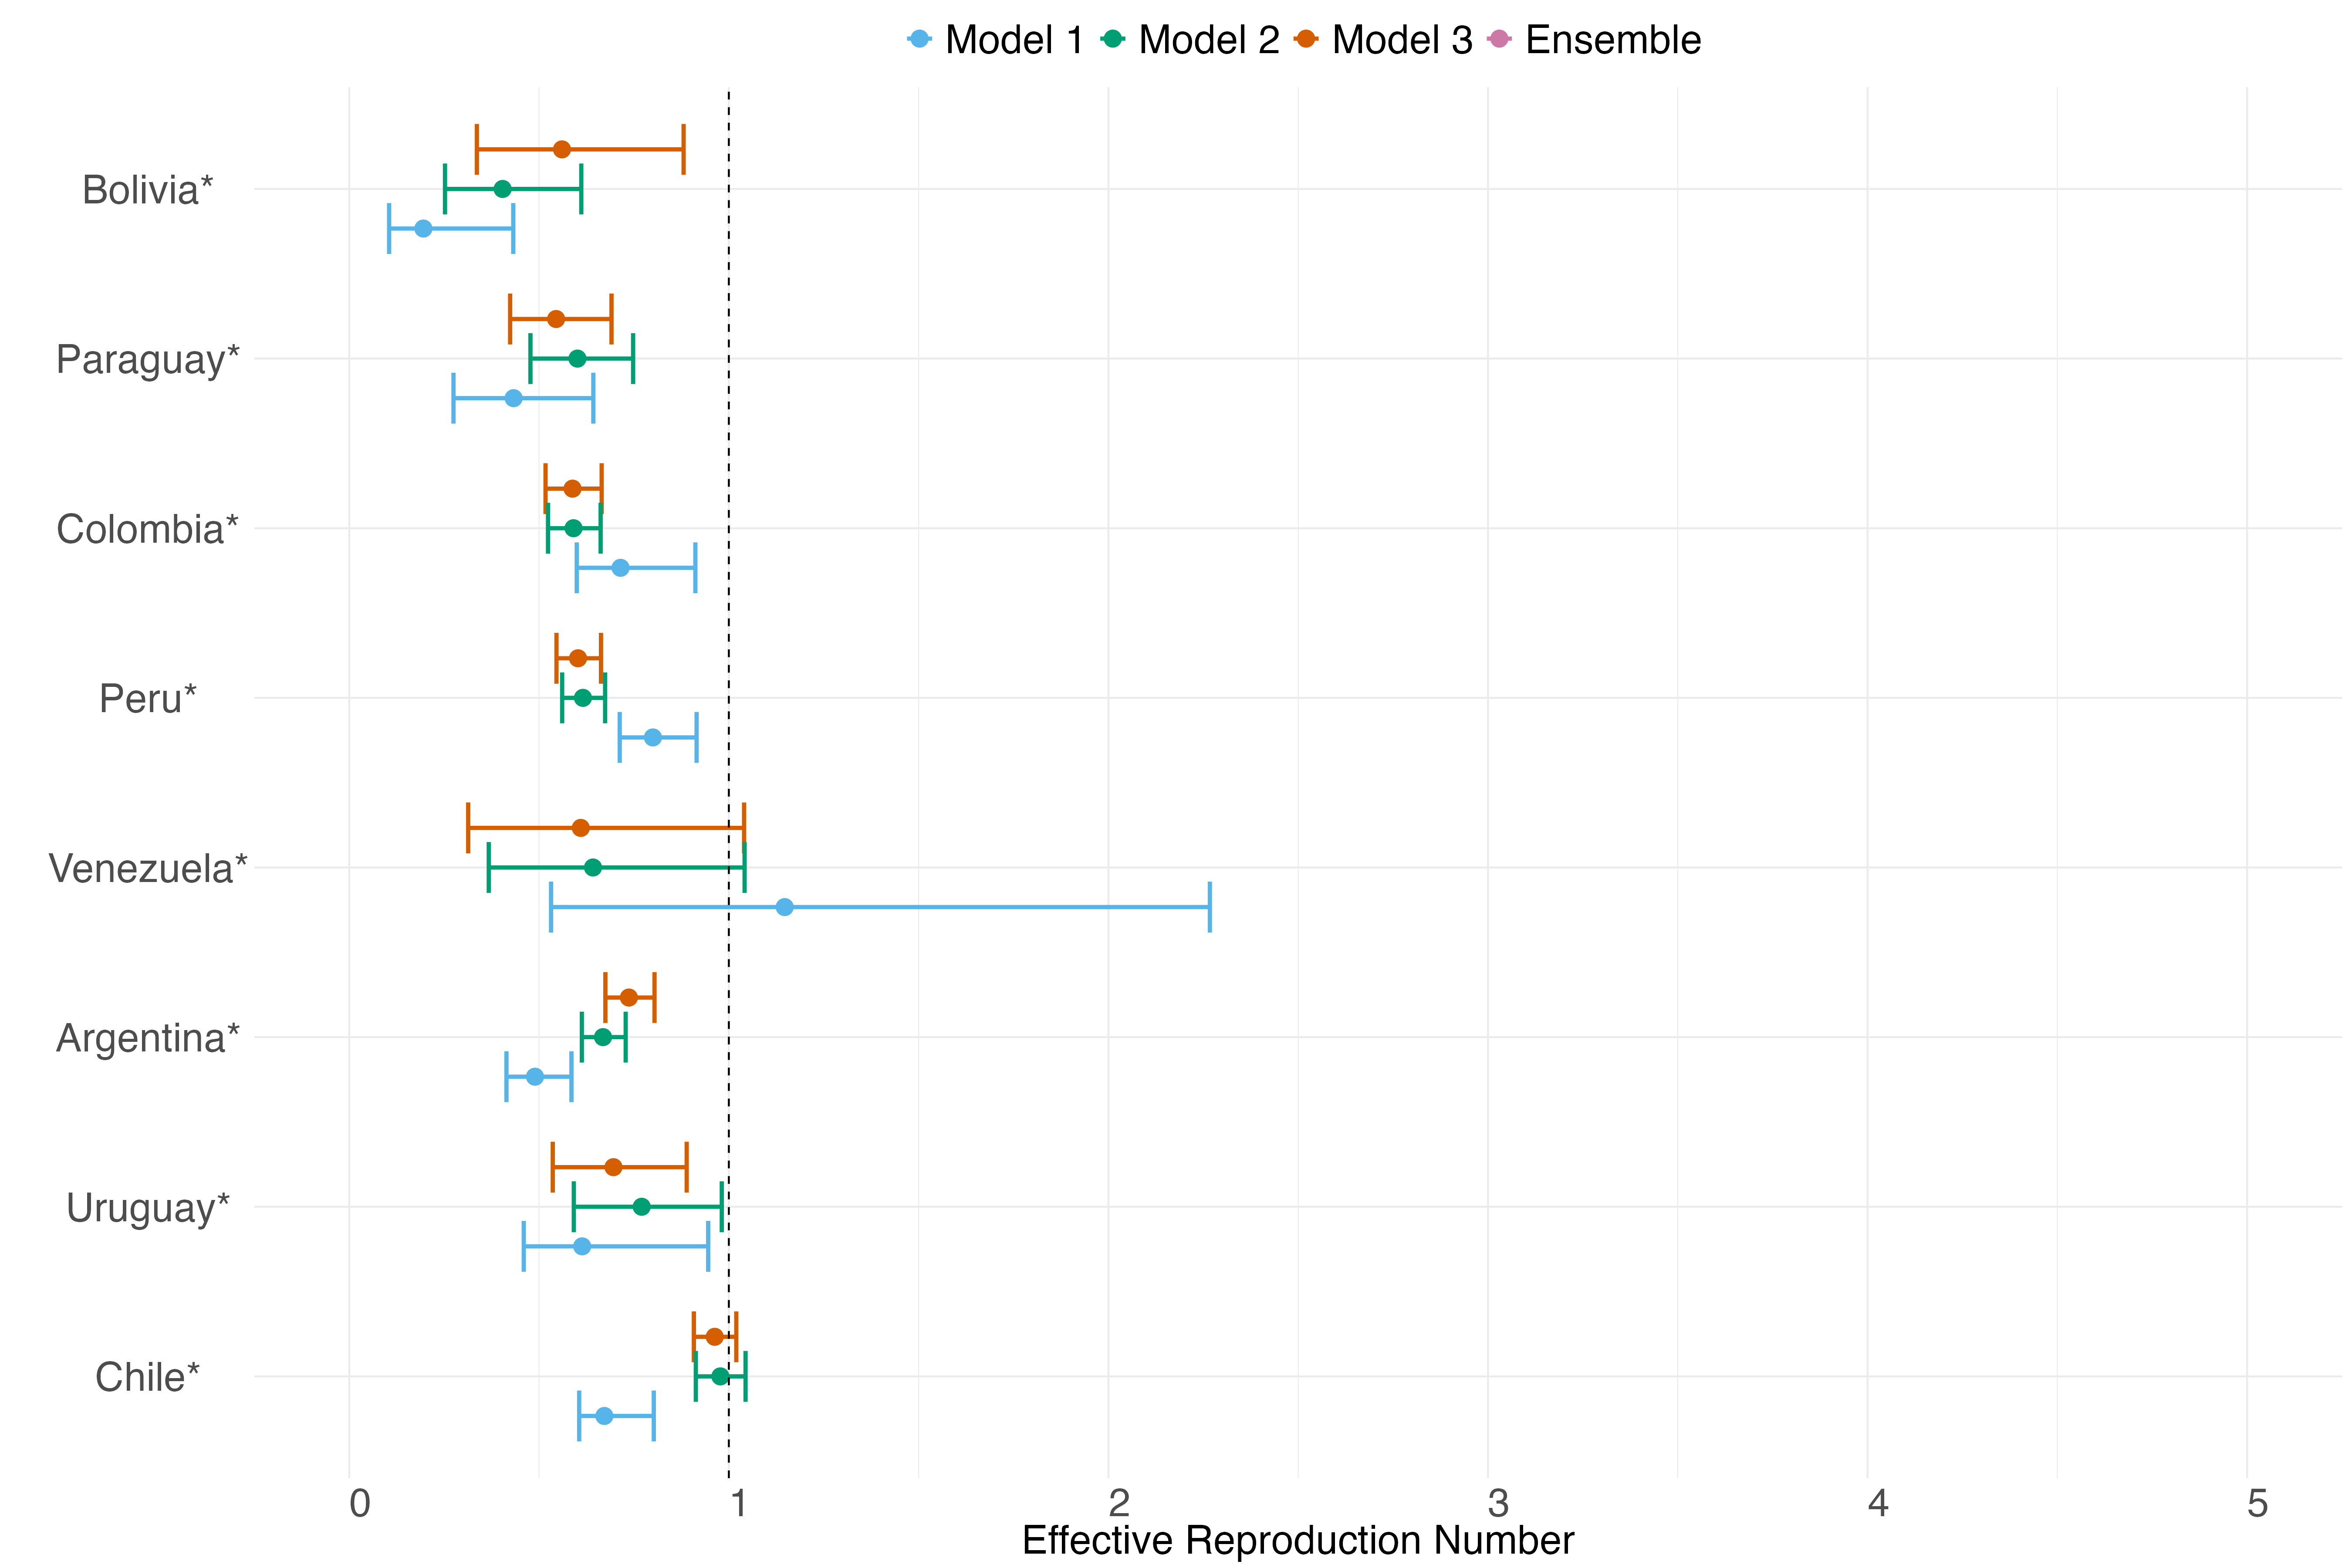 Model 1 Model 2 Model 3 Ensemble
Bolivia*
Paraguay*
Colombia*
Peru*
Venezuela*
Argentina*
Uruguay*
Chile*
0 1 2 3 4 5
Effective Reproduction Number